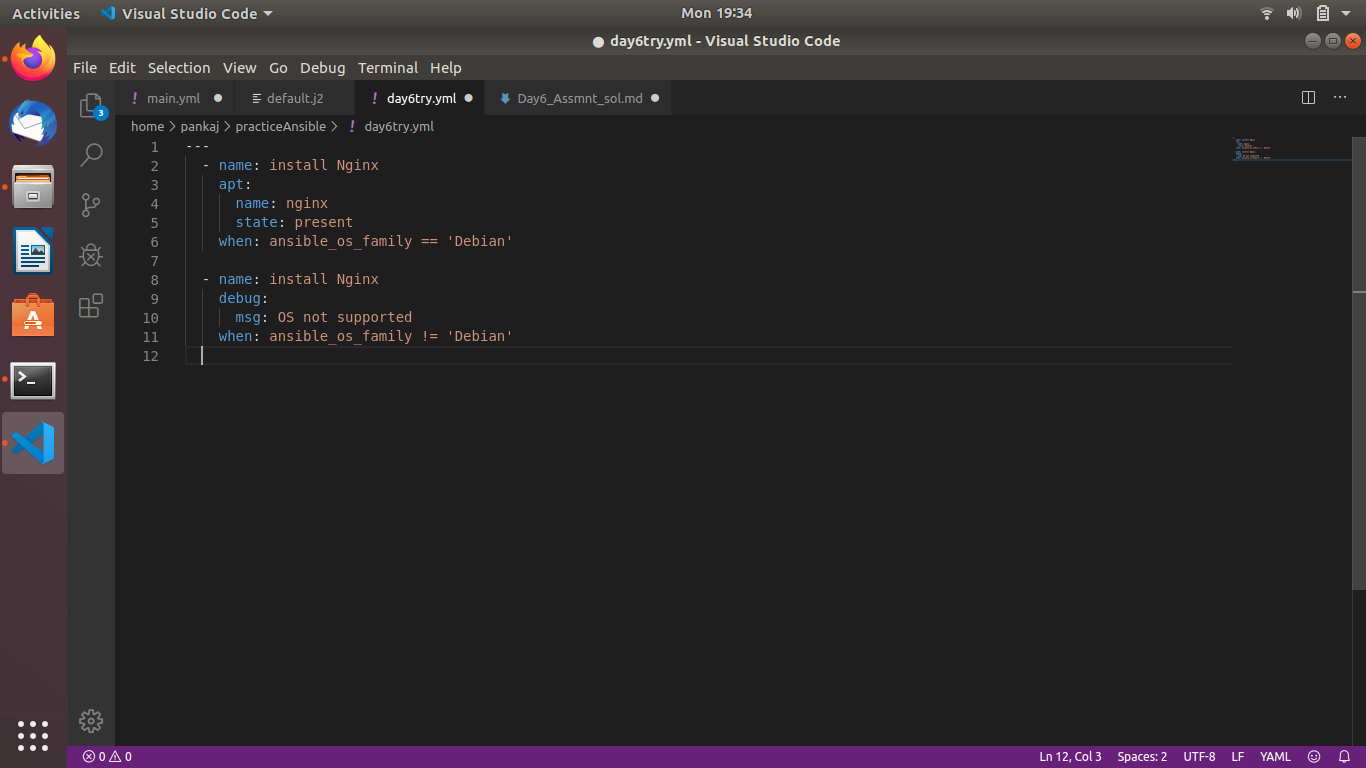 Activities Visual Studio Code Mon 19:34
● day6try.yml - Visual Studio Code
File Edit Selection View Go Debug Terminal Help
3
! main.yml ● default.j2 ! day6try.yml ● Day6_Assmnt_sol.md ● ···
home > pankaj > practiceAnsible > ! day6try.yml
1 ---
2   - name: install Nginx
3     apt:
4       name: nginx
5       state: present
6     when: ansible_os_family == 'Debian'
7
8   - name: install Nginx
9     debug:
10       msg: OS not supported
11     when: ansible_os_family != 'Debian'
12
0 0 Ln 12, Col 3 Spaces: 2 UTF-8 LF YAML